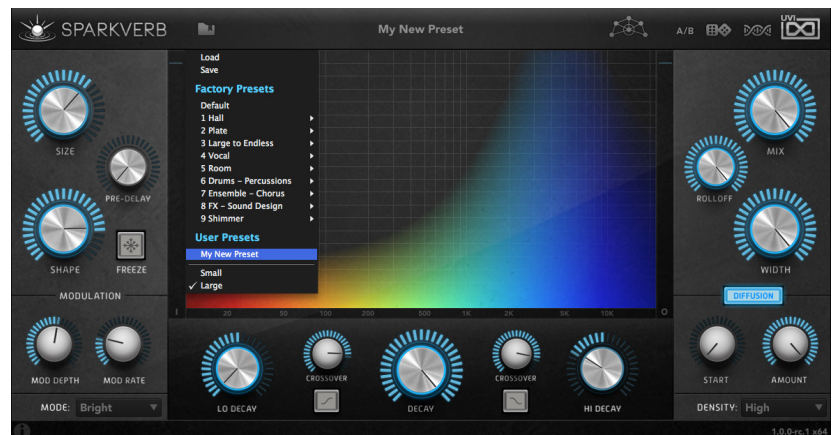 SPARKVERB
My New Preset
A/B
UVI
Load
Save
Factory Presets
Default
1 Hall
2 Plate
3 Large to Endless
4 Vocal
5 Room
6 Drums - Percussions
7 Ensemble - Chorus
8 FX - Sound Design
9 Shimmer
User Presets
My New Preset
Small
✓ Large
SIZE
PRE-DELAY
SHAPE
FREEZE
MODULATION
MOD DEPTH
MOD RATE
MODE: Bright
I 20 50 100 200 500 1K 2K 5K 10K O
LO DECAY
CROSSOVER
DECAY
CROSSOVER
HI DECAY
MIX
ROLLOFF
WIDTH
DIFFUSION
START
AMOUNT
DENSITY: High
1.0.0-rc.1 x64